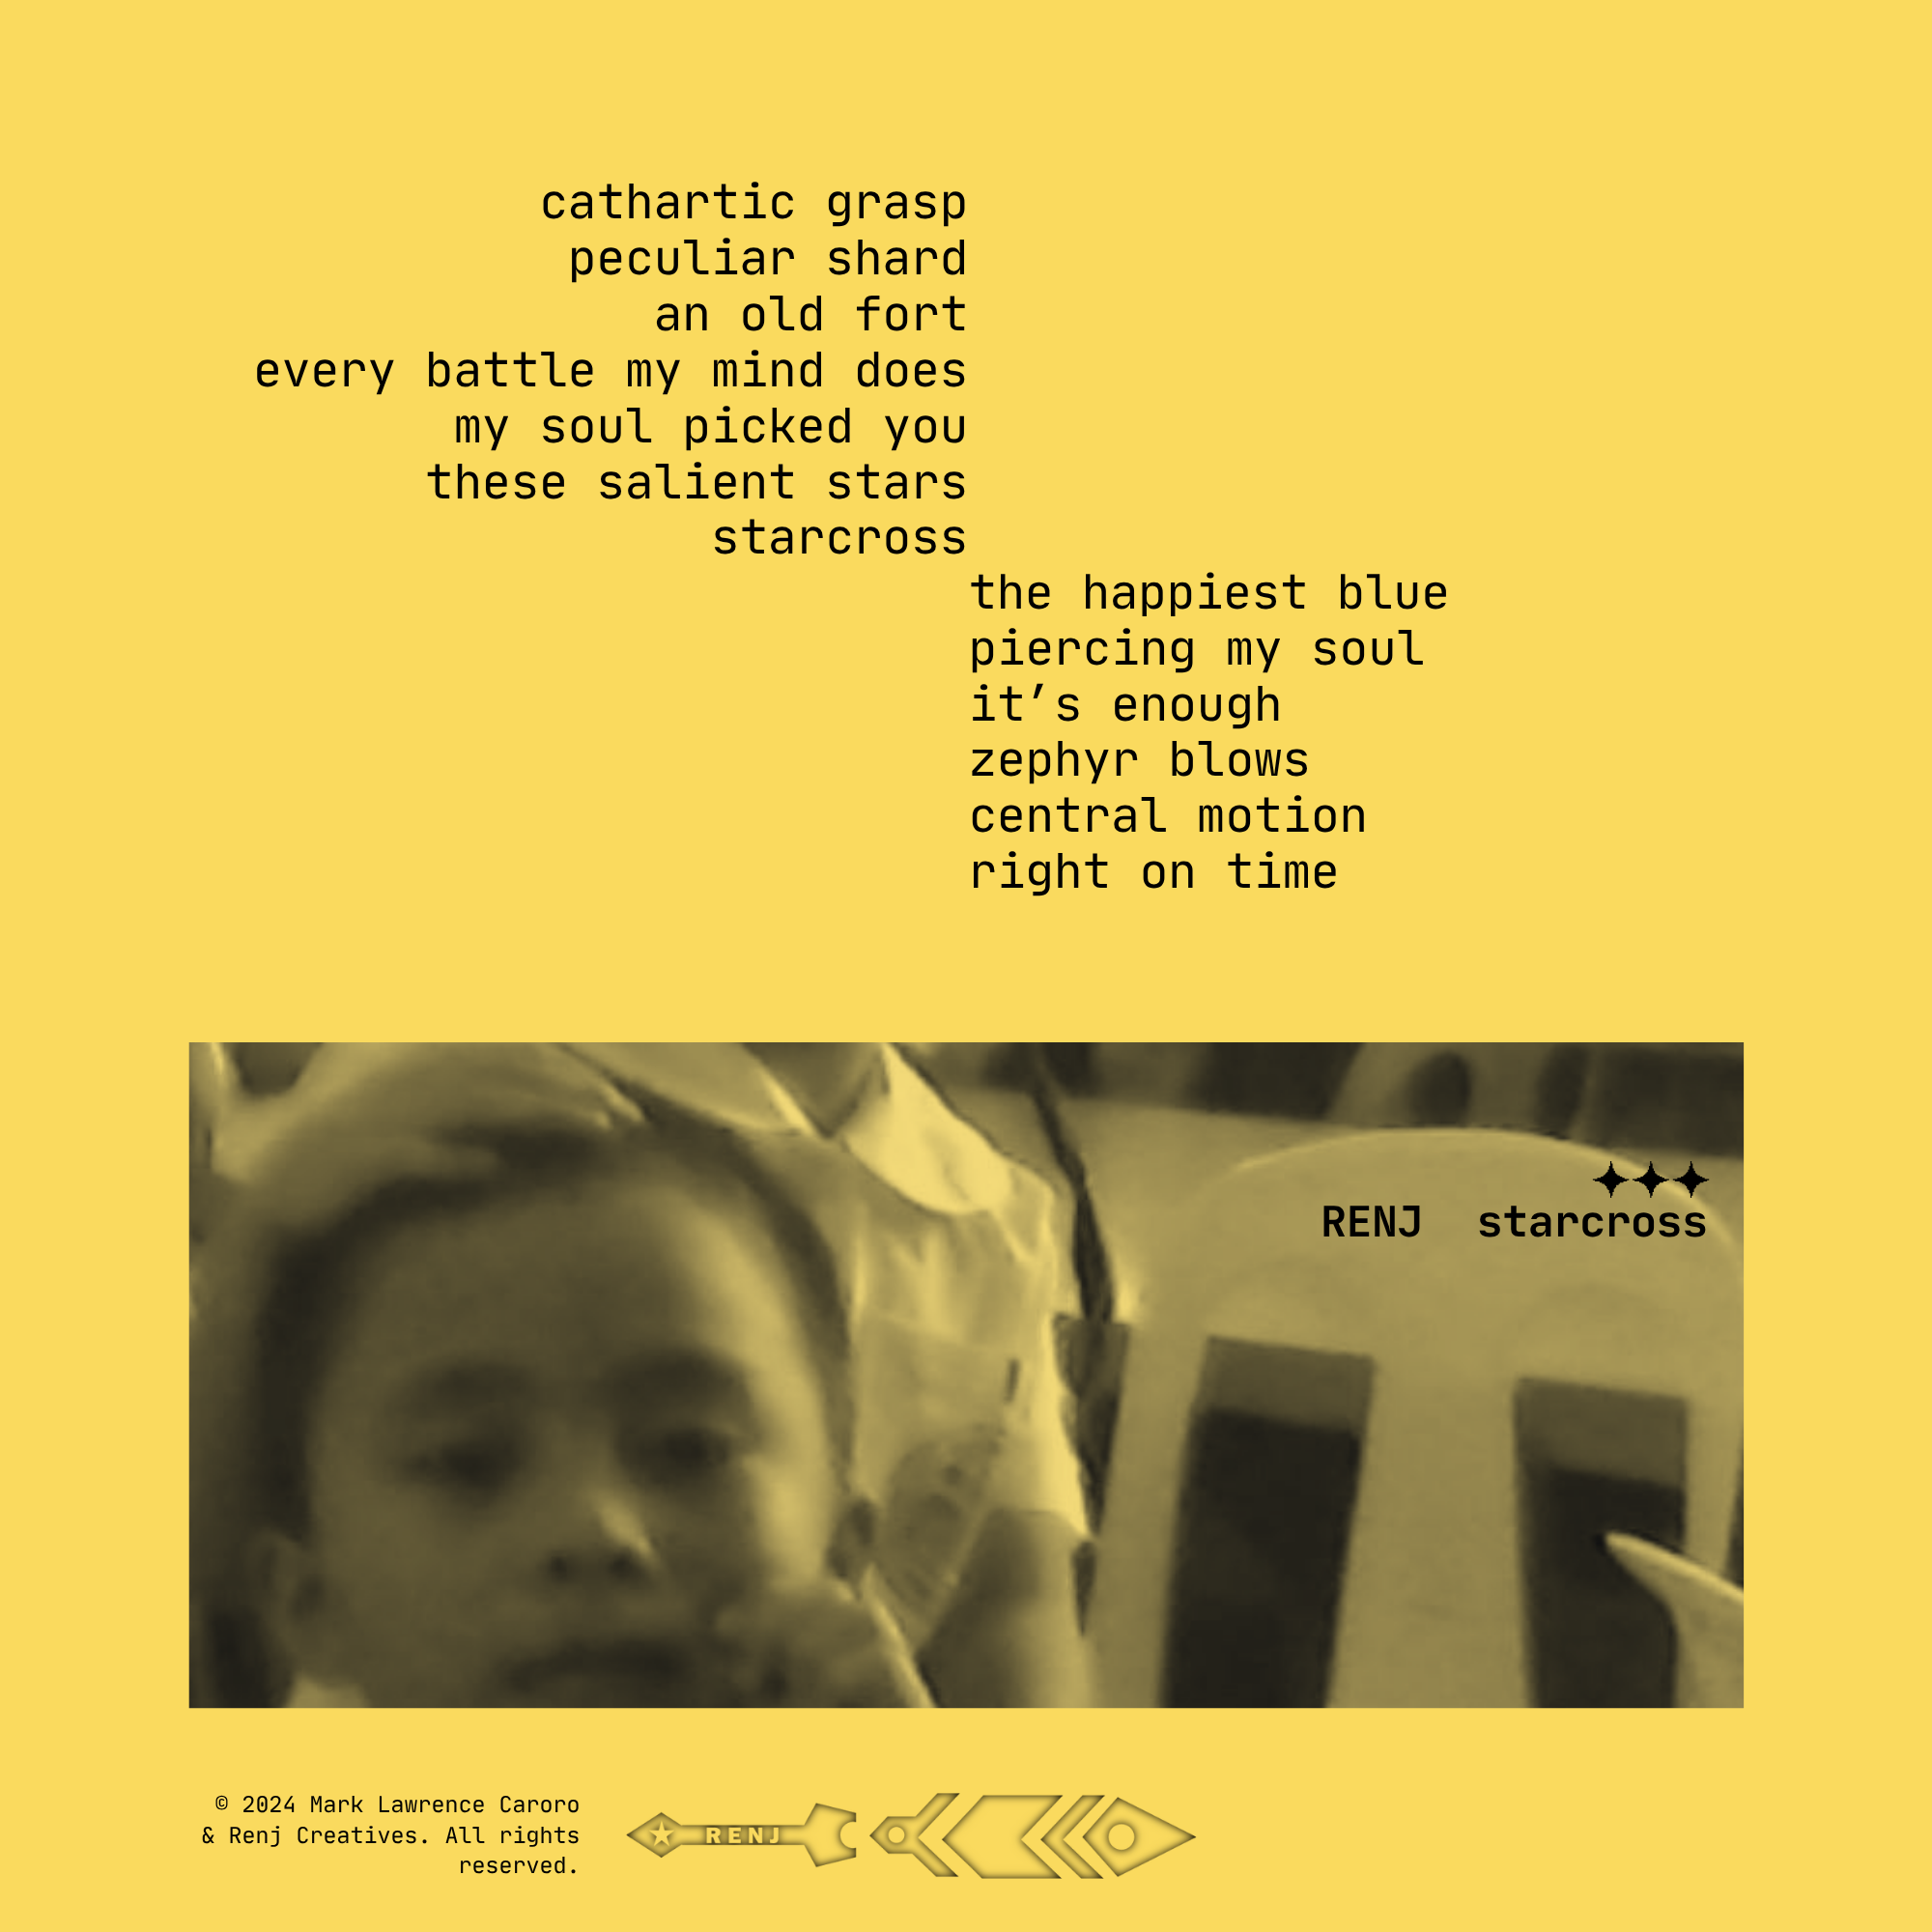 cathartic grasp
peculiar shard
an old fort
every battle my mind does
my soul picked you
these salient stars
starcross
the happiest blue
piercing my soul
it’s enough
zephyr blows
central motion
right on time
RENJ starcross
© 2024 Mark Lawrence Caroro
& Renj Creatives. All rights
reserved.
RENJ